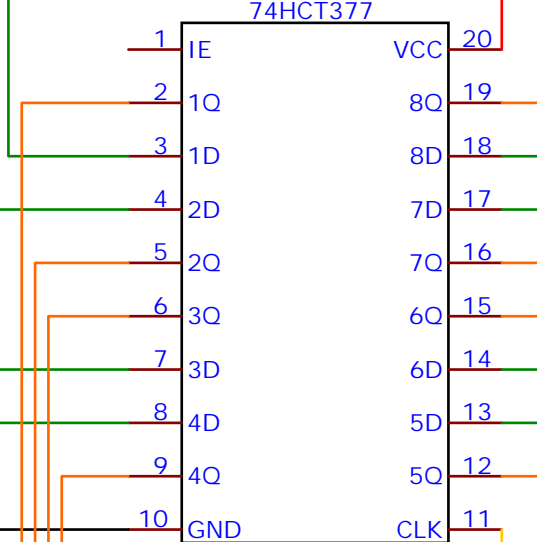 74HCT377
1 IE VCC 20
2 1Q 8Q 19
3 1D 8D 18
4 2D 7D 17
5 2Q 7Q 16
6 3Q 6Q 15
7 3D 6D 14
8 4D 5D 13
9 4Q 5Q 12
10 GND CLK 11